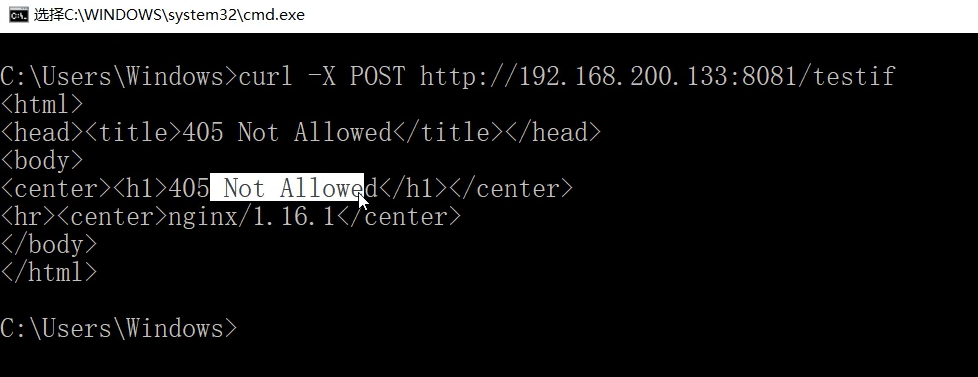 选择C:\WINDOWS\system32\cmd.exe
C:\Users\Windows>curl -X POST http://192.168.200.133:8081/testif
<html>
<head><title>405 Not Allowed</title></head>
<body>
<center><h1>405 Not Allowed</h1></center>
<hr><center>nginx/1.16.1</center>
</body>
</html>
C:\Users\Windows>